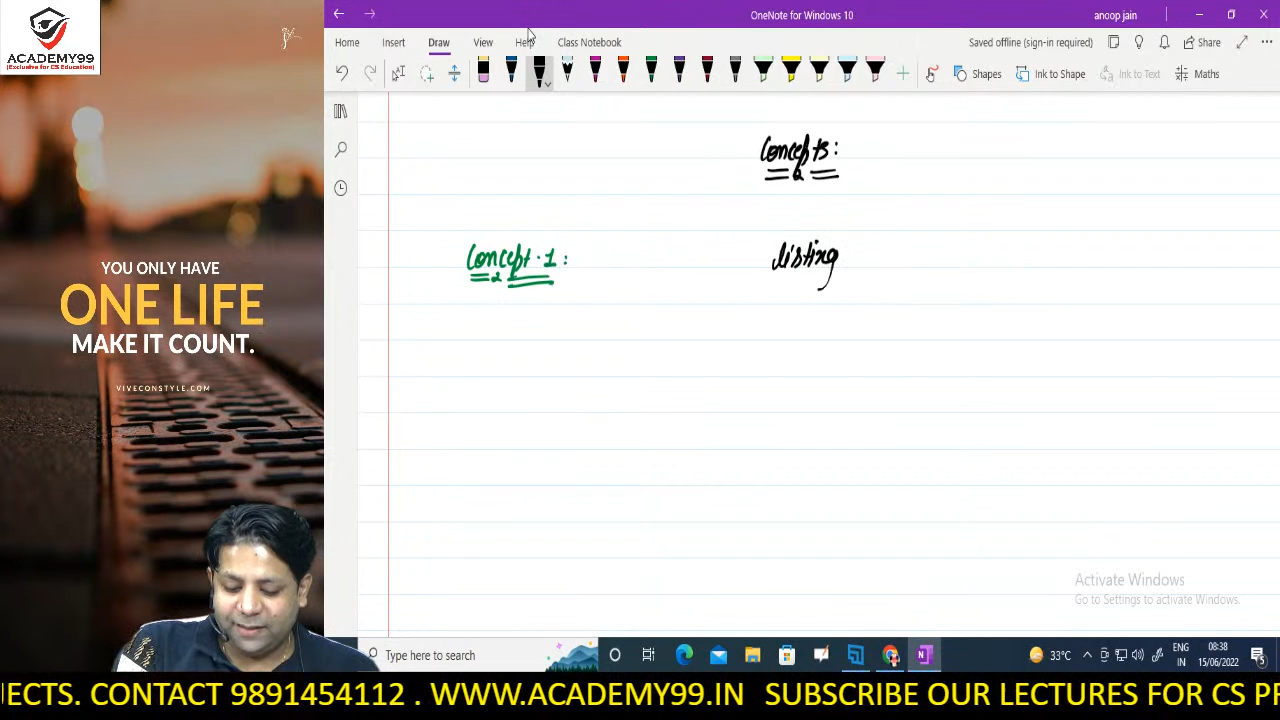 ACADEMY99
(Exclusive for CS Education)
YOU ONLY HAVE
ONE LIFE
MAKE IT COUNT.
VIVECONSTYLE.COM
OneNote for Windows 10
anoop jain
Home Insert Draw View Help Class Notebook
Saved offline (sign-in required)
Share
Shapes
Ink to Shape
Ink to Text
Maths
Concepts:
Concept.1:
listing
Activate Windows
Go to Settings to activate Windows.
Type here to search
33°C
ENG
IN
08:38
15/06/2022
5
JECTS. CONTACT 9891454112 . WWW.ACADEMY99.IN SUBSCRIBE OUR LECTURES FOR CS PE